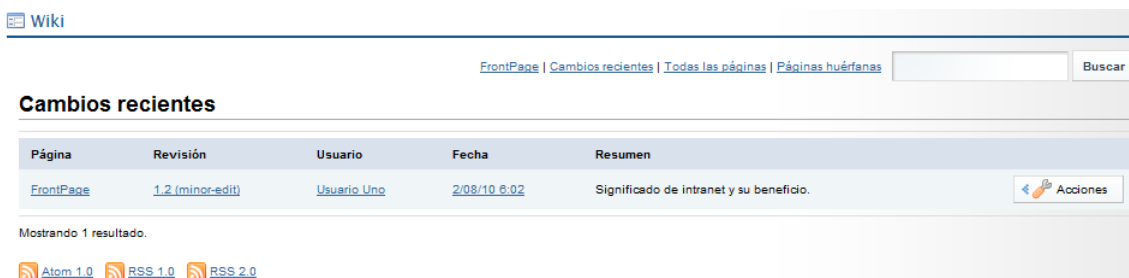 Wiki
FrontPage | Cambios recientes | Todas las páginas | Páginas huérfanas Buscar
Cambios recientes
Página Revisión Usuario Fecha Resumen
FrontPage 1.2 (minor-edit) Usuario Uno 2/08/10 6:02 Significado de intranet y su beneficio. Acciones
Mostrando 1 resultado.
Atom 1.0 RSS 1.0 RSS 2.0